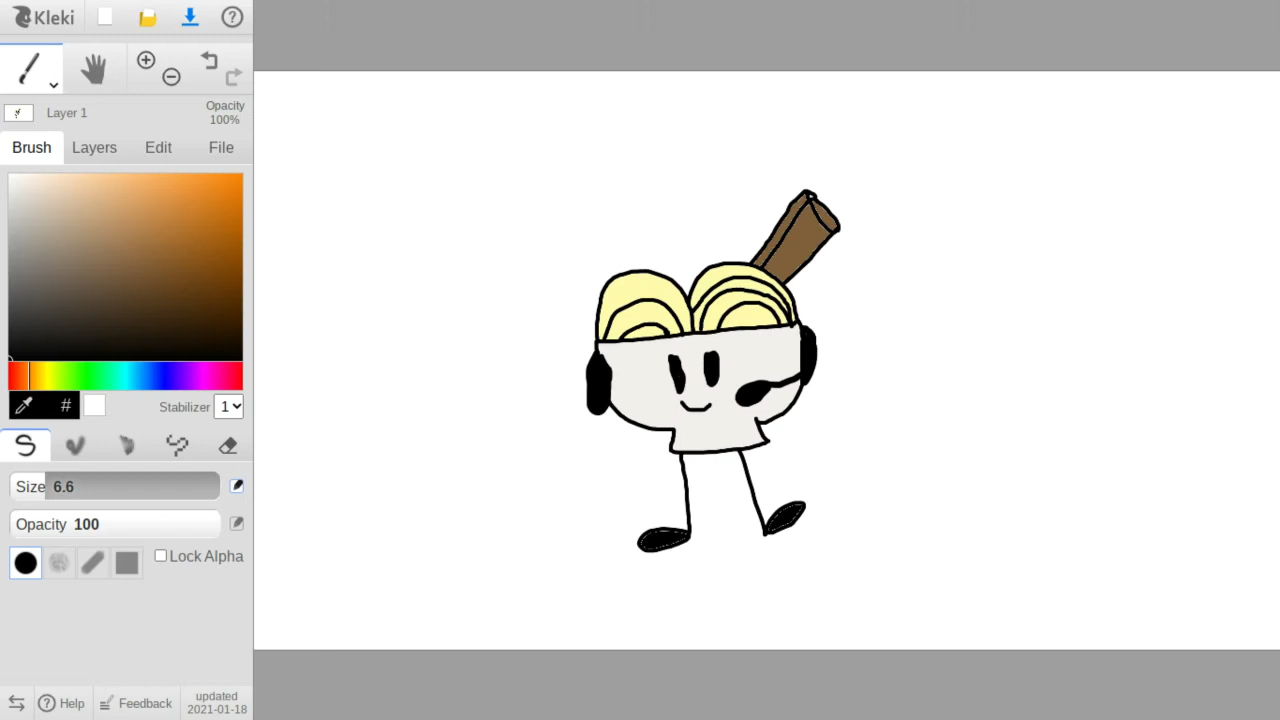 Kleki
Layer 1
Opacity
100%
Brush
Layers
Edit
File
#
Stabilizer
1
Size
6.6
Opacity
100
Lock Alpha
Help
Feedback
updated
2021-01-18